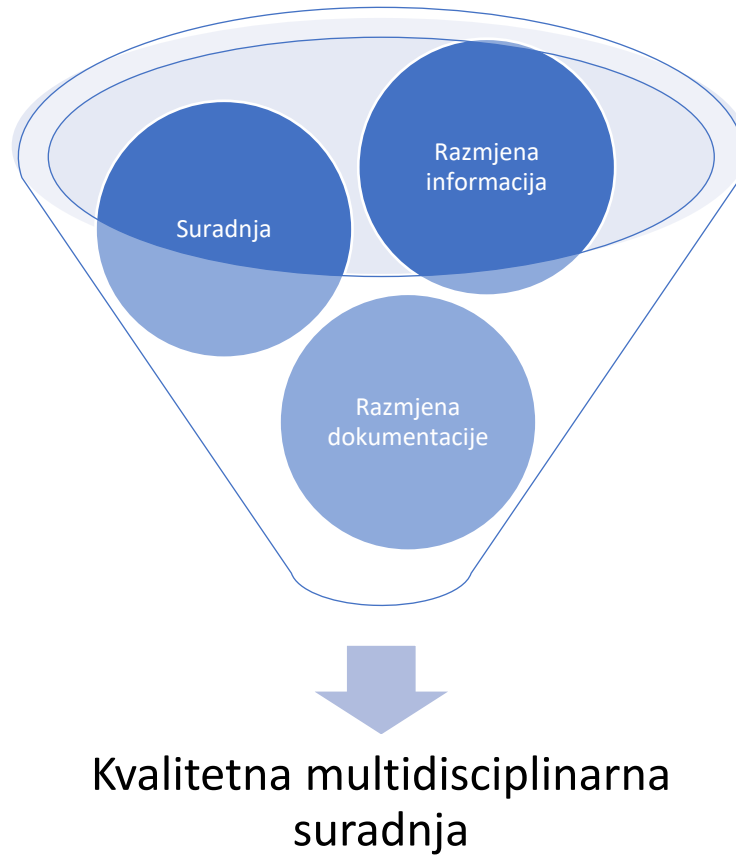 Razmjena
informacija
Suradnja
Razmjena
dokumentacije
Kvalitetna multidisciplinarna
suradnja